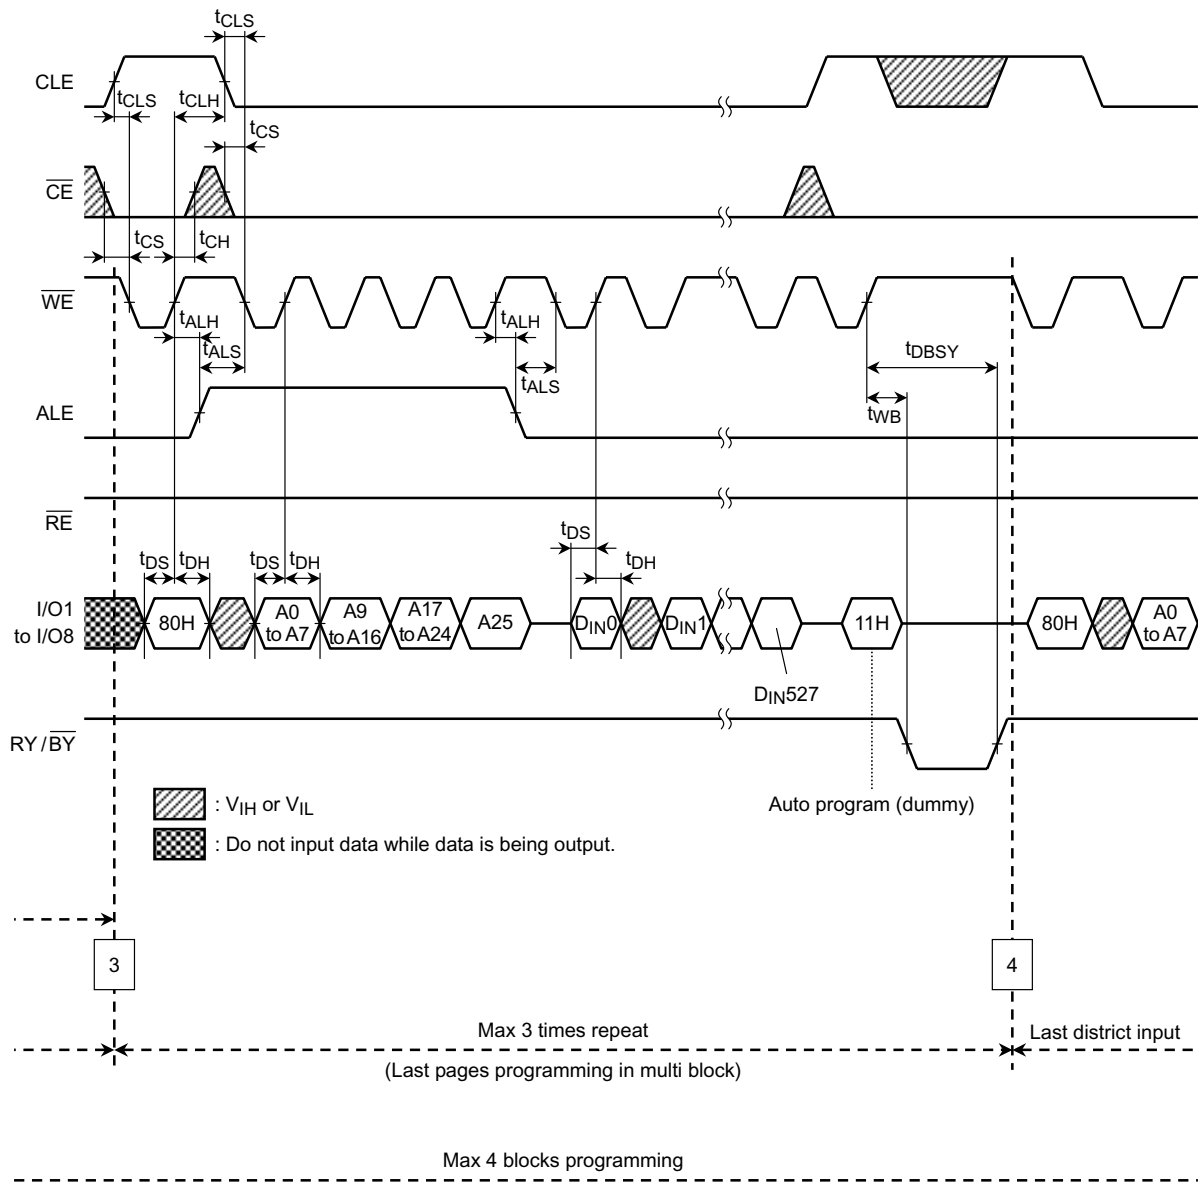 tCLS
CLE
tCLS
tCLH
tCS
CE
tCS
tCH
WE
tALH
tALH
tALS
tDBSY
tALS
ALE
tWB
RE
tDS
tDS
tDH
tDS
tDH
tDH
I/O1
to I/O8
80H
A0
to A7
A9
to A16
A17
to A24
A25
DIN0
DIN1
11H
80H
A0
to A7
DIN527
RY/BY
: VIH or VIL
Auto program (dummy)
: Do not input data while data is being output.
3
4
Max 3 times repeat
Last district input
(Last pages programming in multi block)
Max 4 blocks programming